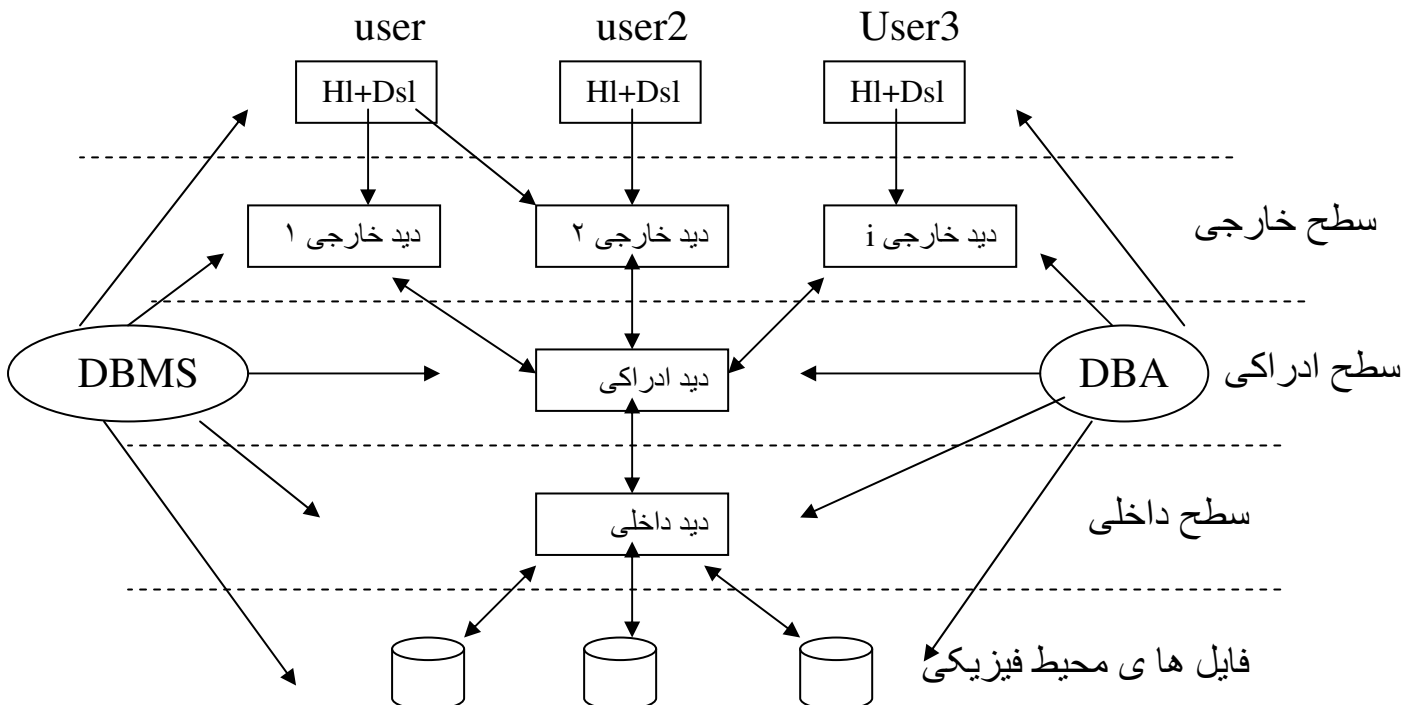 user
user2
User3
Hl+Dsl
Hl+Dsl
Hl+Dsl
دید خارجی ۱
دید خارجی ۲
دید خارجی i
سطح خارجی
DBMS
دید ادراکی
DBA
سطح ادراکی
دید داخلی
سطح داخلی
فایل ها ی محیط فیزیکی